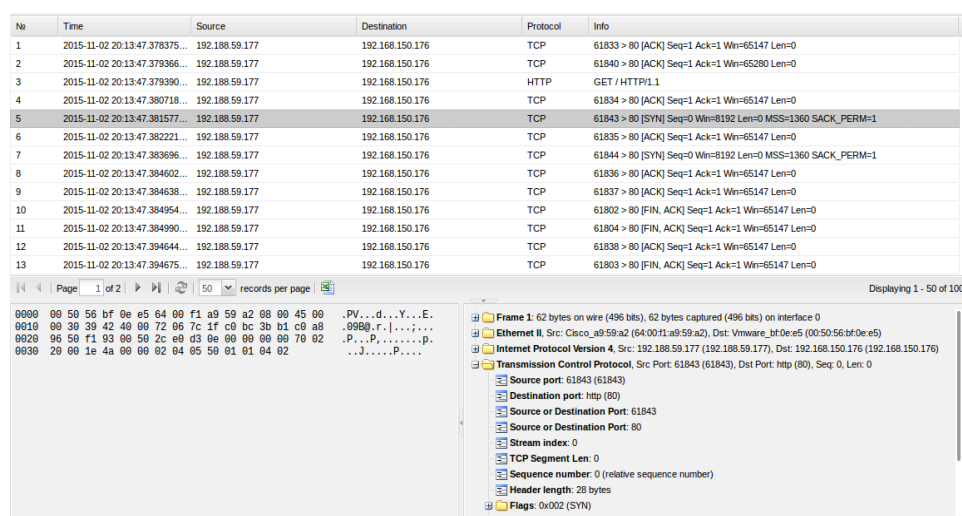 № Time Source Destination Protocol Info
1 2015-11-02 20:13:47.378375... 192.188.59.177 192.168.150.176 TCP 61833 > 80 [ACK] Seq=1 Ack=1 Win=65147 Len=0
2 2015-11-02 20:13:47.379366... 192.188.59.177 192.168.150.176 TCP 61840 > 80 [ACK] Seq=1 Ack=1 Win=65280 Len=0
3 2015-11-02 20:13:47.379390... 192.188.59.177 192.168.150.176 HTTP GET / HTTP/1.1
4 2015-11-02 20:13:47.380718... 192.188.59.177 192.168.150.176 TCP 61834 > 80 [ACK] Seq=1 Ack=1 Win=65147 Len=0
5 2015-11-02 20:13:47.381577... 192.188.59.177 192.168.150.176 TCP 61843 > 80 [SYN] Seq=0 Win=8192 Len=0 MSS=1360 SACK_PERM=1
6 2015-11-02 20:13:47.382221... 192.188.59.177 192.168.150.176 TCP 61835 > 80 [ACK] Seq=1 Ack=1 Win=65147 Len=0
7 2015-11-02 20:13:47.383696... 192.188.59.177 192.168.150.176 TCP 61844 > 80 [SYN] Seq=0 Win=8192 Len=0 MSS=1360 SACK_PERM=1
8 2015-11-02 20:13:47.384602... 192.188.59.177 192.168.150.176 TCP 61836 > 80 [ACK] Seq=1 Ack=1 Win=65147 Len=0
9 2015-11-02 20:13:47.384638... 192.188.59.177 192.168.150.176 TCP 61837 > 80 [ACK] Seq=1 Ack=1 Win=65147 Len=0
10 2015-11-02 20:13:47.384954... 192.188.59.177 192.168.150.176 TCP 61802 > 80 [FIN, ACK] Seq=1 Ack=1 Win=65147 Len=0
11 2015-11-02 20:13:47.384990... 192.188.59.177 192.168.150.176 TCP 61804 > 80 [FIN, ACK] Seq=1 Ack=1 Win=65147 Len=0
12 2015-11-02 20:13:47.394644... 192.188.59.177 192.168.150.176 TCP 61838 > 80 [ACK] Seq=1 Ack=1 Win=65147 Len=0
13 2015-11-02 20:13:47.394675... 192.188.59.177 192.168.150.176 TCP 61803 > 80 [FIN, ACK] Seq=1 Ack=1 Win=65147 Len=0
Page 1 of 2 50 records per page Displaying 1 - 50 of 100
0000 00 50 56 bf 0e e5 64 00 f1 a9 59 a2 08 00 45 00 .PV...d...Y...E.
0010 00 30 39 42 40 00 72 06 7c 1f c0 bc 3b b1 c0 a8 .09B@.r.|...;...
0020 96 50 f1 93 00 50 2c e0 d3 0e 00 00 00 00 70 02 .P...P,.......p.
0030 20 00 1e 4a 00 00 02 04 05 50 01 01 04 02 ..J.....P....
Frame 1: 62 bytes on wire (496 bits), 62 bytes captured (496 bits) on interface 0
Ethernet II, Src: Cisco_a9:59:a2 (64:00:f1:a9:59:a2), Dst: Vmware_bf:0e:e5 (00:50:56:bf:0e:e5)
Internet Protocol Version 4, Src: 192.188.59.177 (192.188.59.177), Dst: 192.168.150.176 (192.168.150.176)
Transmission Control Protocol, Src Port: 61843 (61843), Dst Port: http (80), Seq: 0, Len: 0
Source port: 61843 (61843)
Destination port: http (80)
Source or Destination Port: 61843
Source or Destination Port: 80
Stream index: 0
TCP Segment Len: 0
Sequence number: 0 (relative sequence number)
Header length: 28 bytes
Flags: 0x002 (SYN)